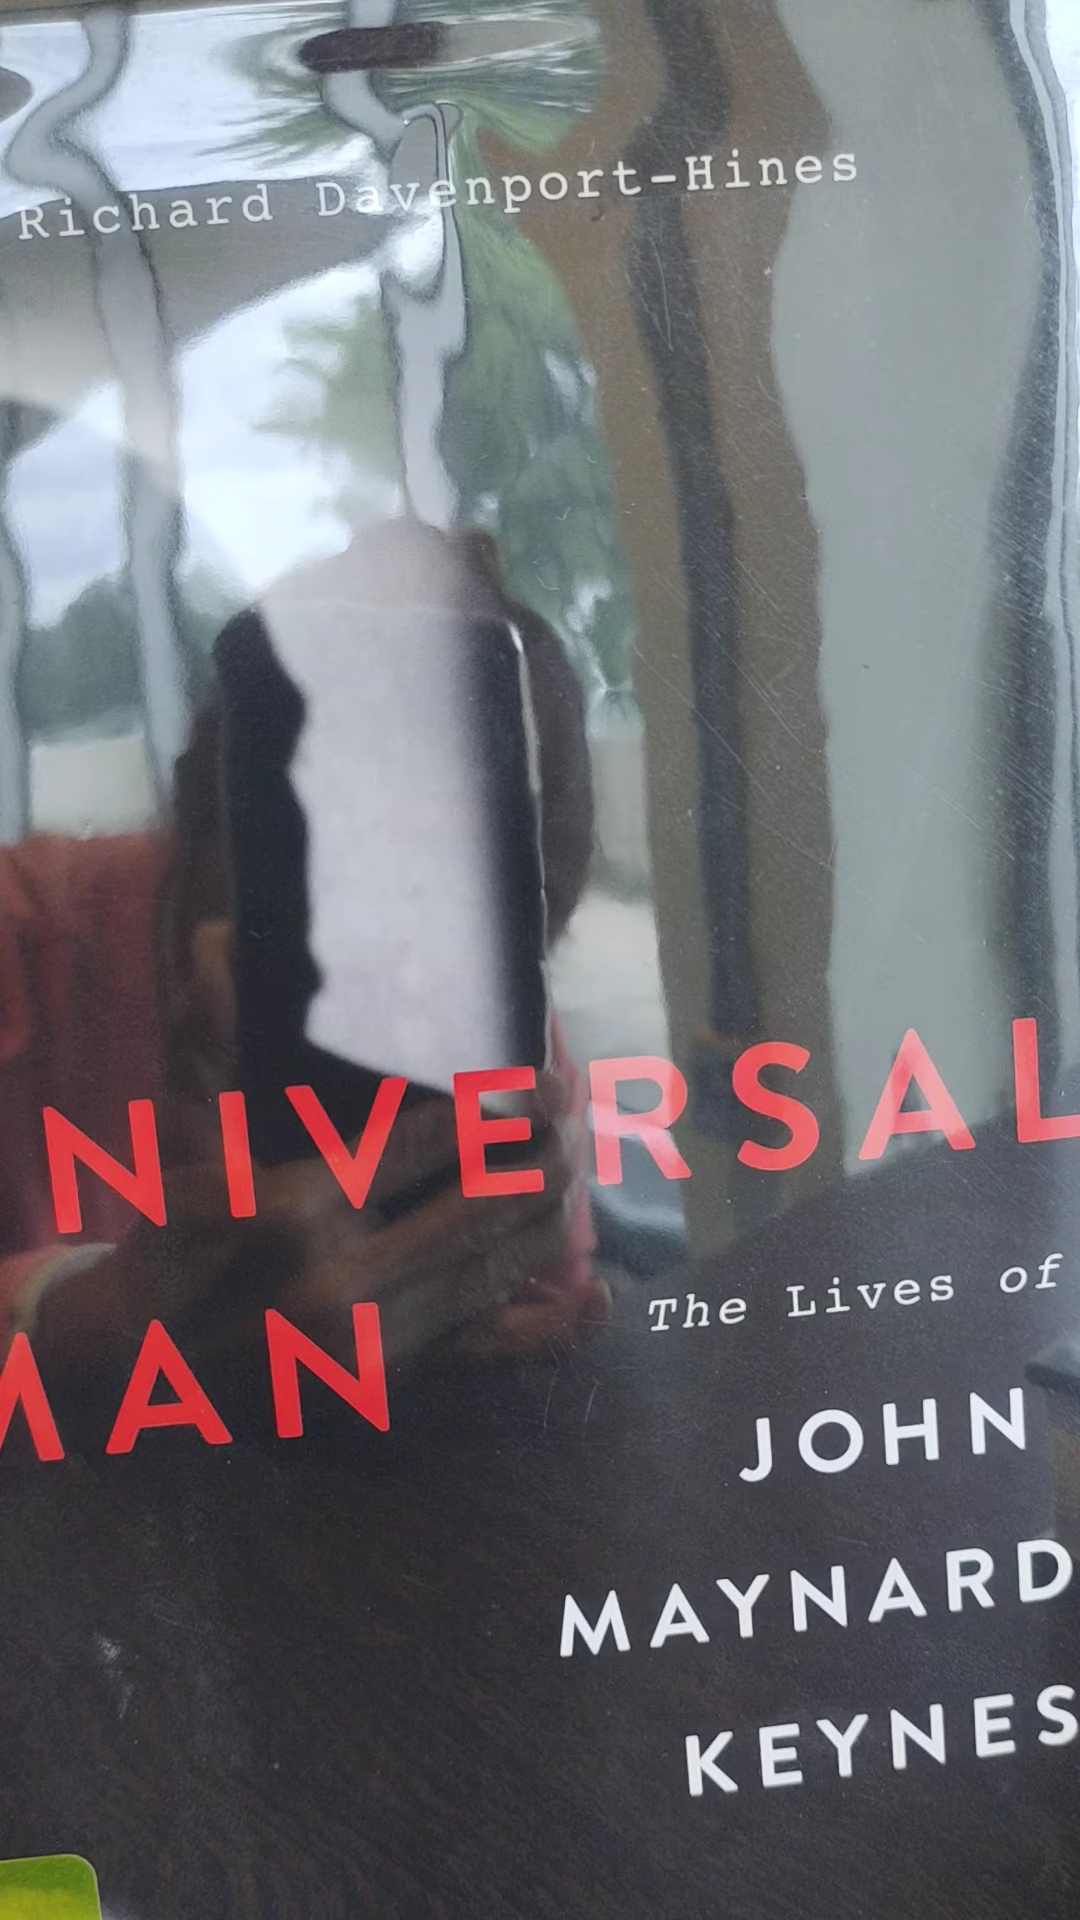 Richard Davenport-Hines
NIVERSAL
MAN
The Lives of
JOHN
MAYNARD
KEYNES